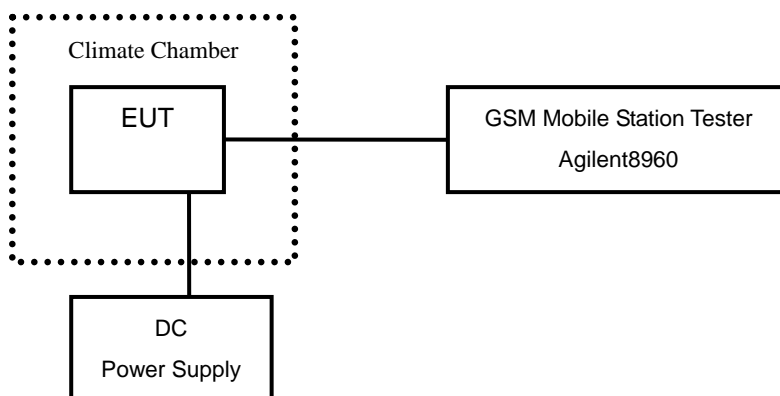 Climate Chamber
EUT
GSM Mobile Station Tester
Agilent8960
DC
Power Supply